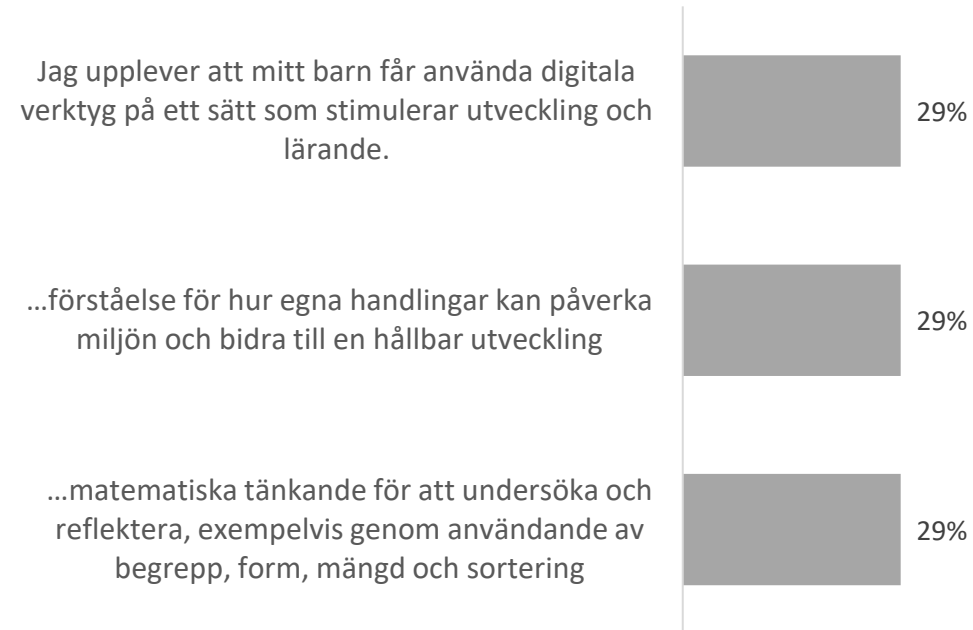 Jag upplever att mitt barn får använda digitala
verktyg på ett sätt som stimulerar utveckling och
lärande.
29%
…förståelse för hur egna handlingar kan påverka
miljön och bidra till en hållbar utveckling
29%
…matematiska tänkande för att undersöka och
reflektera, exempelvis genom användande av
begrepp, form, mängd och sortering
29%